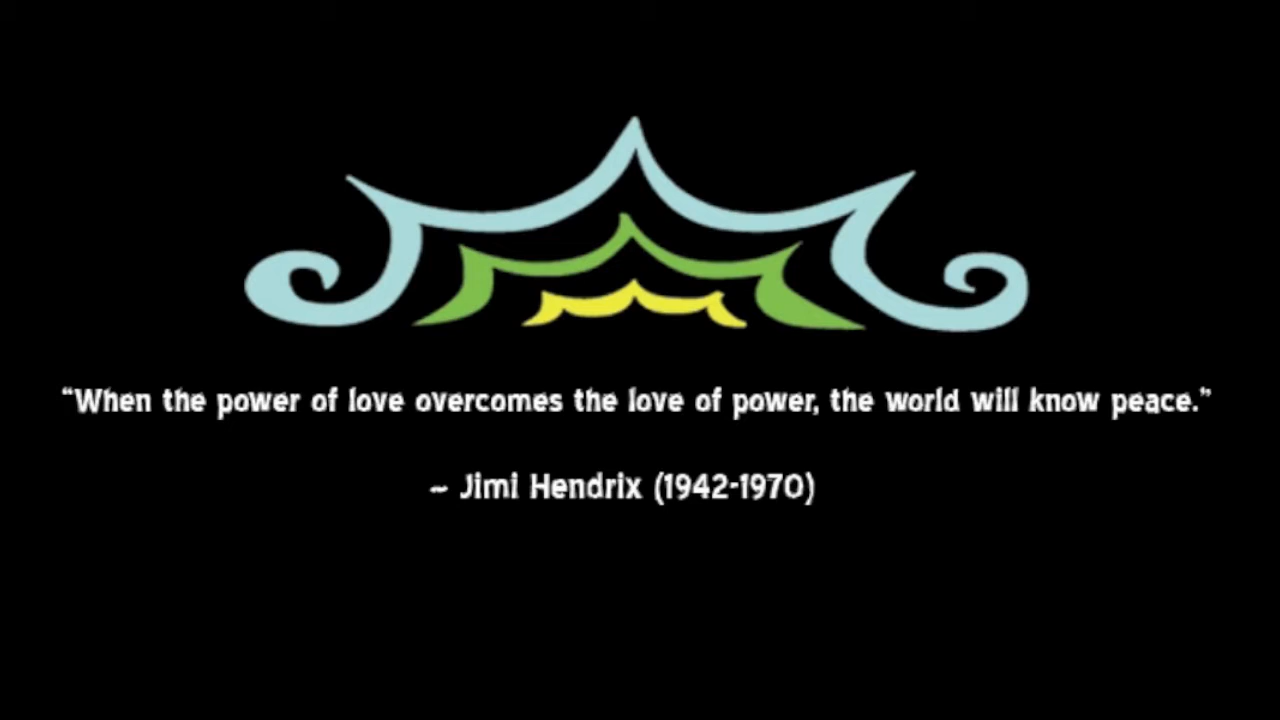 “When the power of love overcomes the love of power, the world will know peace.”
~ Jimi Hendrix (1942-1970)